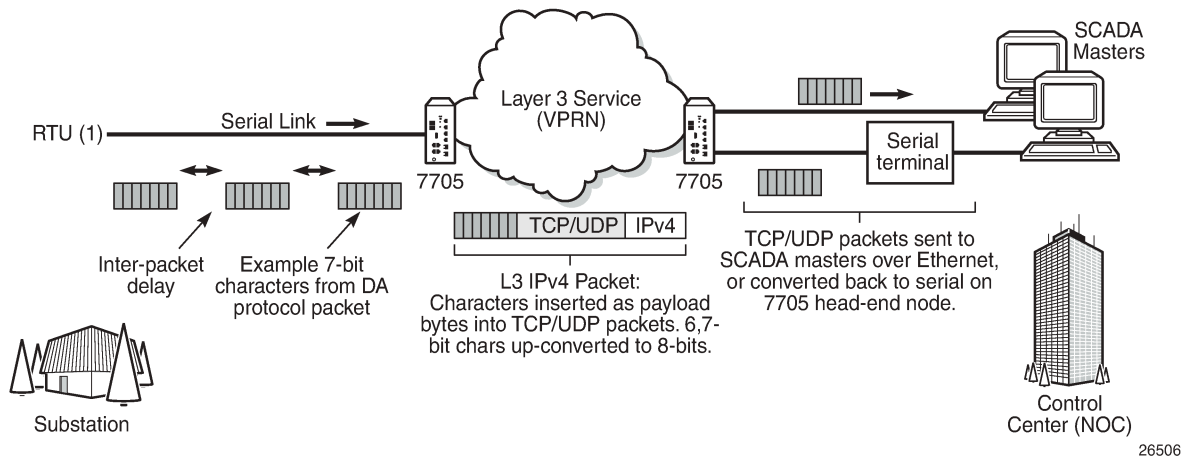 SCADA
Masters
Layer 3 Service
(VPRN)
RTU (1)
Serial Link
Serial
terminal
7705
7705
TCP/UDP
IPv4
Inter-packet
delay
Example 7-bit
characters from DA
protocol packet
L3 IPv4 Packet:
Characters inserted as payload
bytes into TCP/UDP packets. 6,7-
bit chars up-converted to 8-bits.
TCP/UDP packets sent to
SCADA masters over Ethernet,
or converted back to serial on
7705 head-end node.
Substation
Control
Center (NOC)
26506